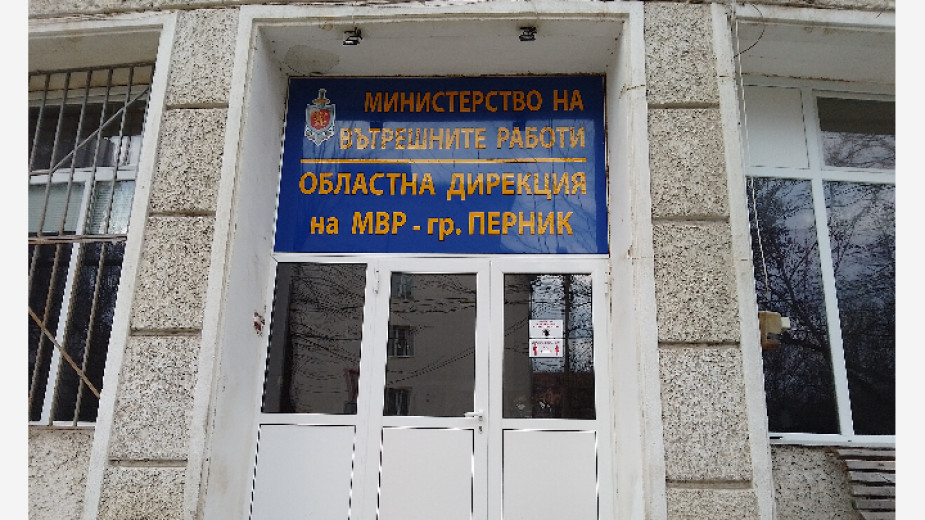 МИНИСТЕРСТВО НА
ВЪТРЕШНИТЕ РАБОТИ
ОБЛАСТНА ДИРЕКЦИЯ
на МВР - гр. ПЕРНИК